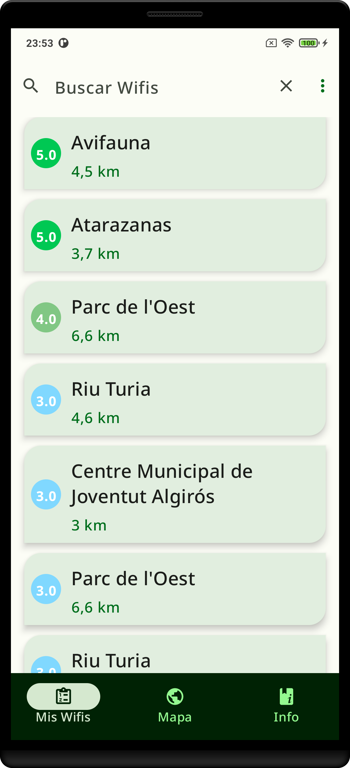 23:53
100
Buscar Wifis
5.0
Avifauna
4,5 km
5.0
Atarazanas
3,7 km
4.0
Parc de l'Oest
6,6 km
3.0
Riu Turia
4,6 km
3.0
Centre Municipal de
Joventut Algirós
3 km
3.0
Parc de l'Oest
6,6 km
3.0
Riu Turia
Mis Wifis
Mapa
Info